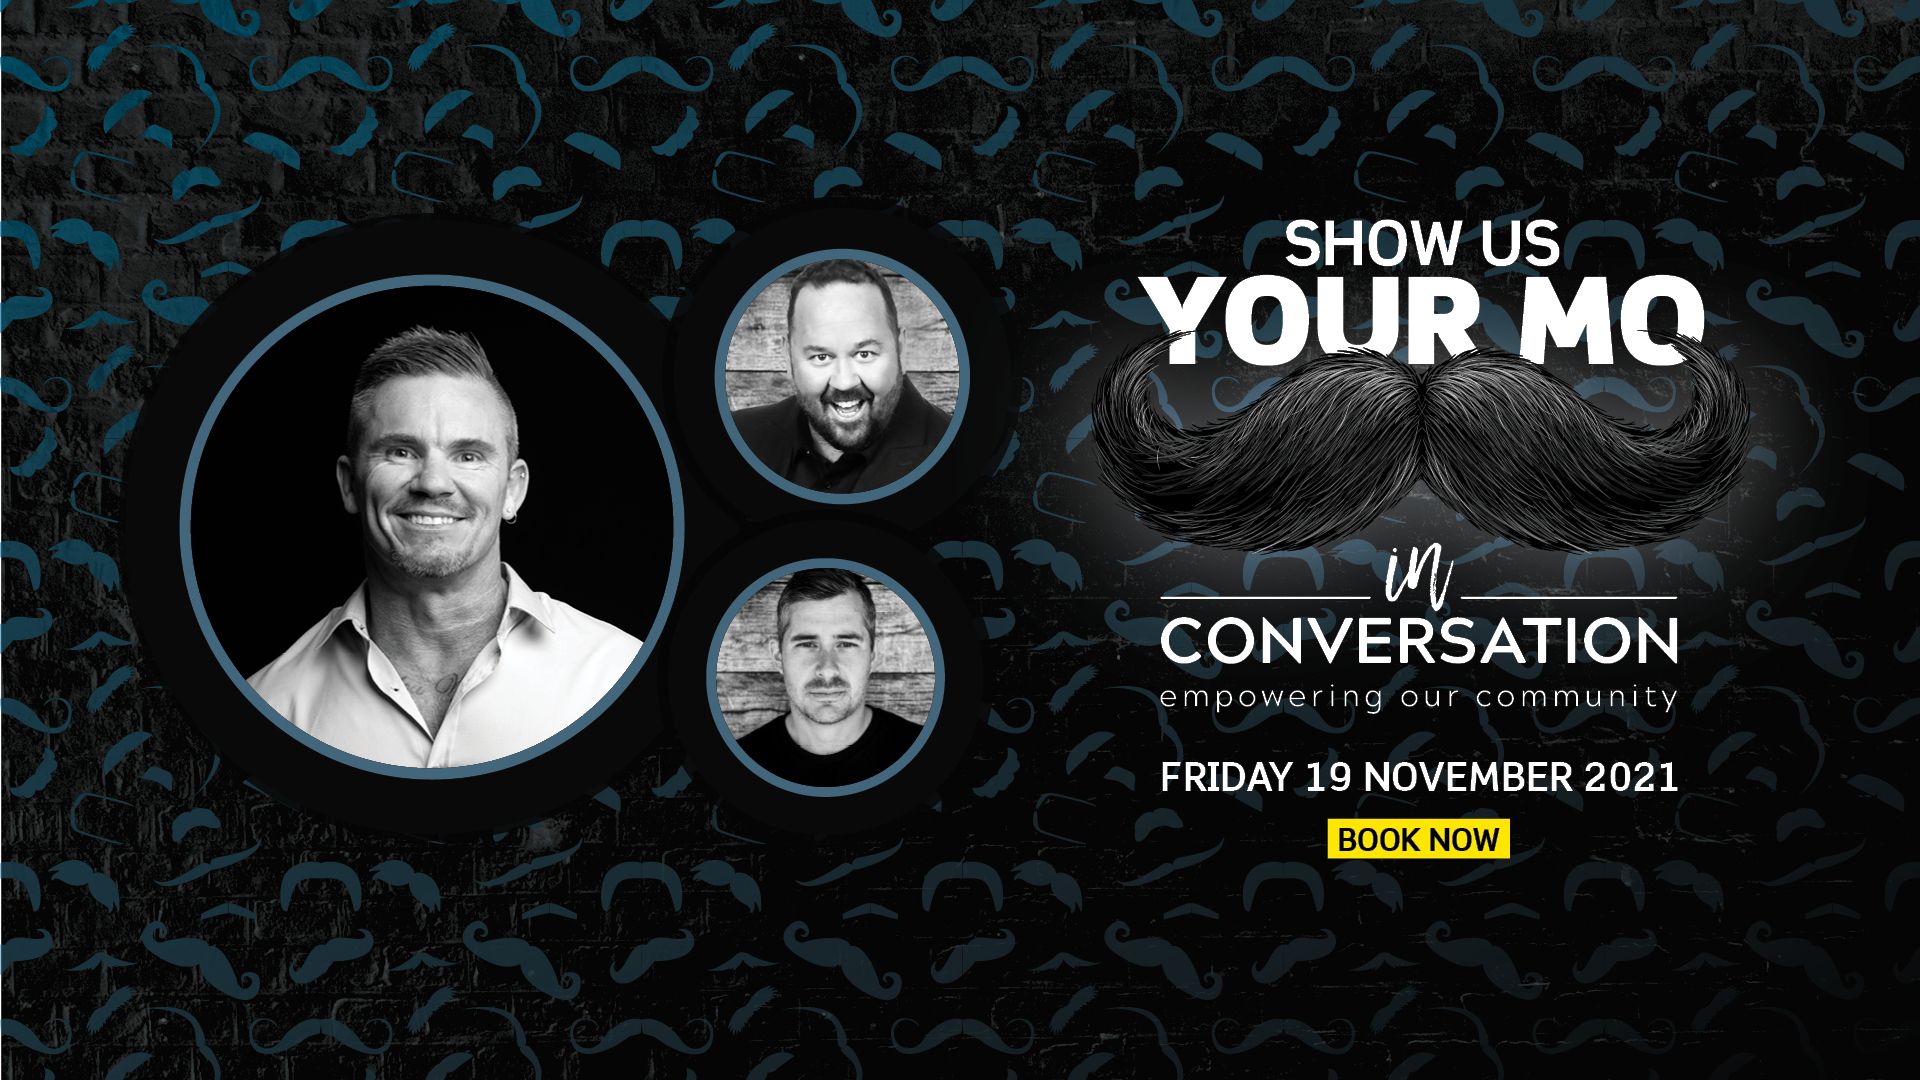 SHOW US
YOUR MO
in
CONVERSATION
empowering our community
FRIDAY 19 NOVEMBER 2021
BOOK NOW